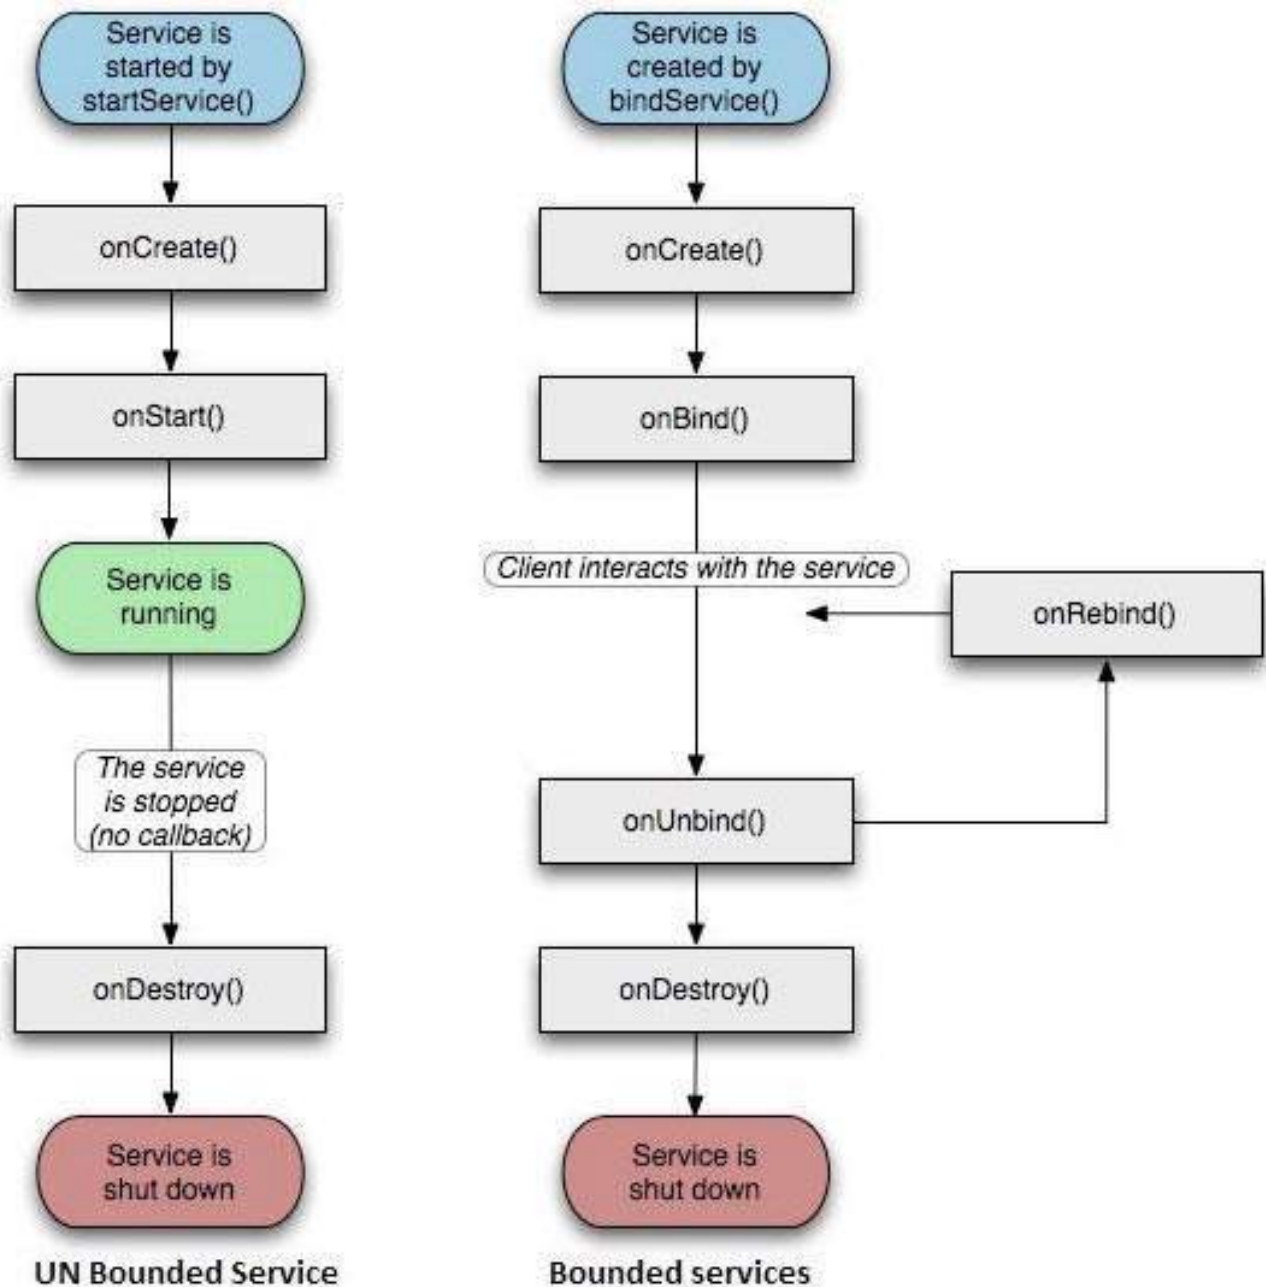 Service is
started by
startService()
onCreate()
onStart()
Service is
running
The service
is stopped
(no callback)
onDestroy()
Service is
shut down
UN Bounded Service
Service is
created by
bindService()
onCreate()
onBind()
Client interacts with the service
onRebind()
onUnbind()
onDestroy()
Service is
shut down
Bounded services